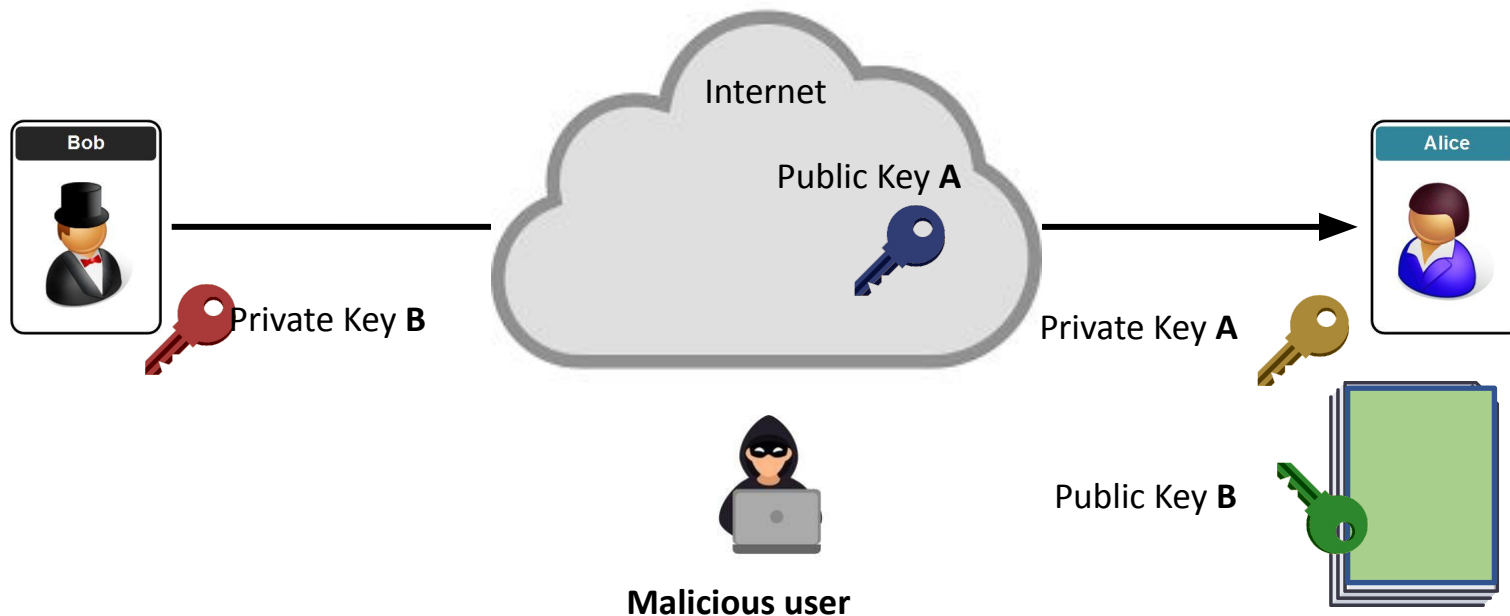 Internet
Bob
Alice
Public Key A
Private Key B
Private Key A
Public Key B
Malicious user